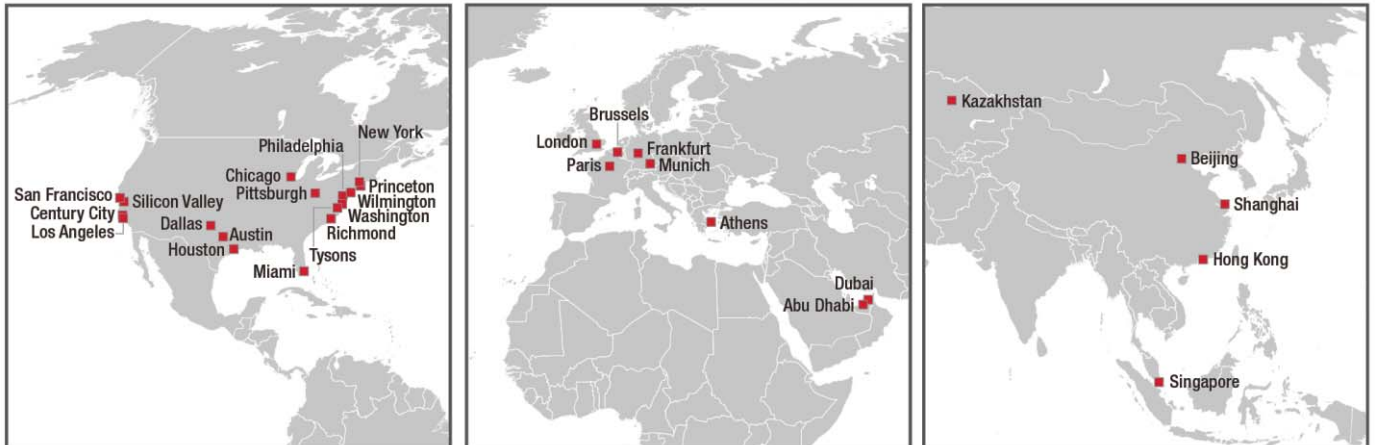 New York
Philadelphia
Chicago
Pittsburgh
Princeton
Wilmington
Washington
Richmond
San Francisco
Silicon Valley
Century City
Los Angeles
Dallas
Austin
Houston
Tysons
Miami
Brussels
London
Frankfurt
Paris
Munich
Athens
Dubai
Abu Dhabi
Kazakhstan
Beijing
Shanghai
Hong Kong
Singapore